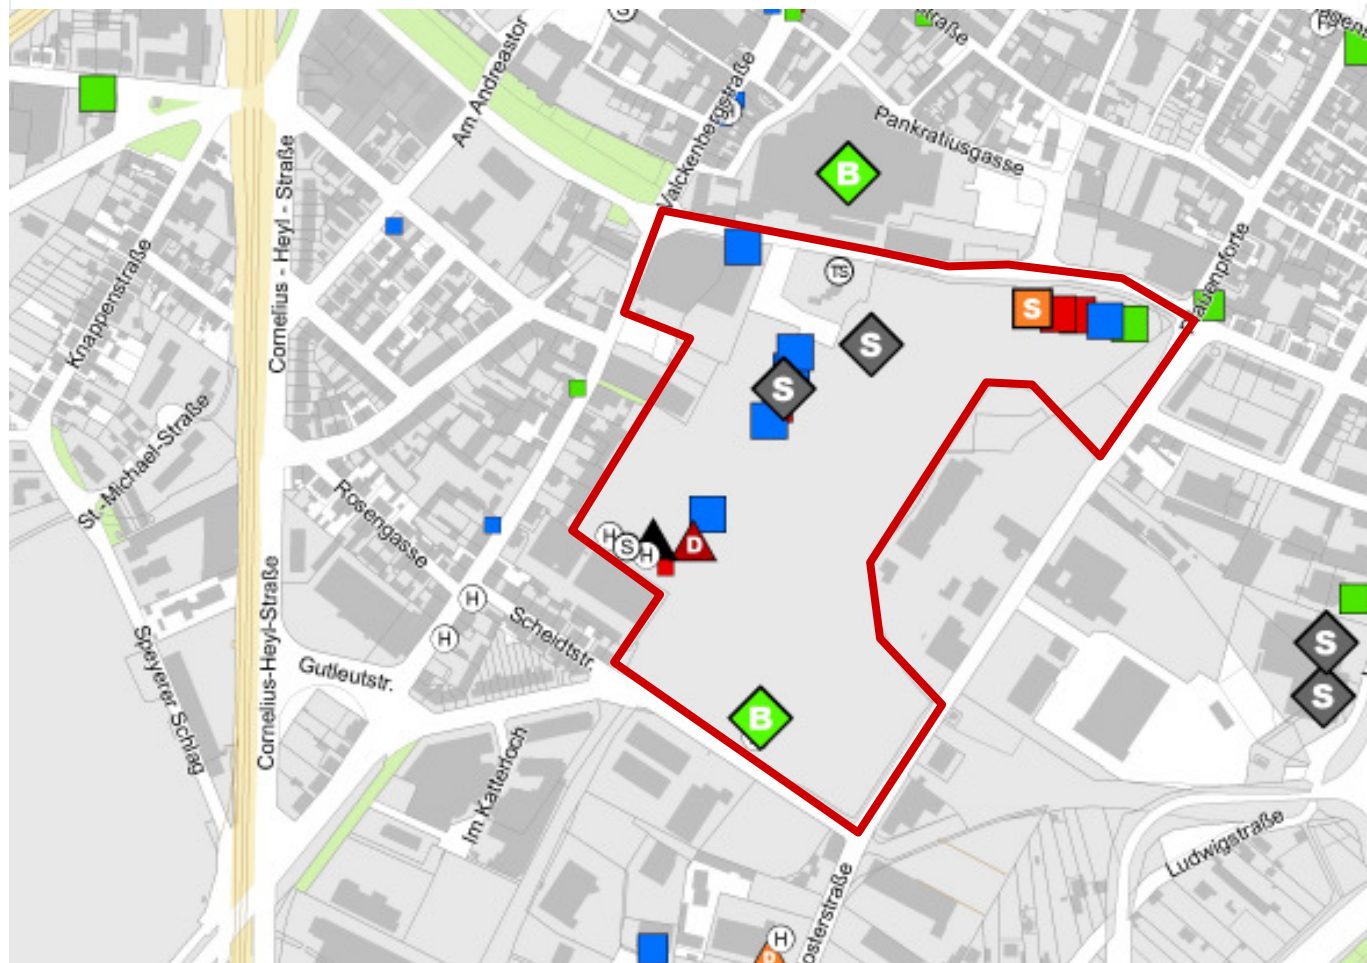 S
Am Andreastor
Valckenbergstraße
straße
Pankratiusgasse
B
Cornelius - Heyl - Straße
Knappenstraße
TS
S
S
S
St.-Michael-Straße
Rosengasse
H
S
H
D
H
H
Scheidtstr.
Gutleutstr.
Cornelius-Heyl-Straße
Speyerer Schlag
Im Katterloch
B
S
S
Ludwigstraße
osterstraße
H